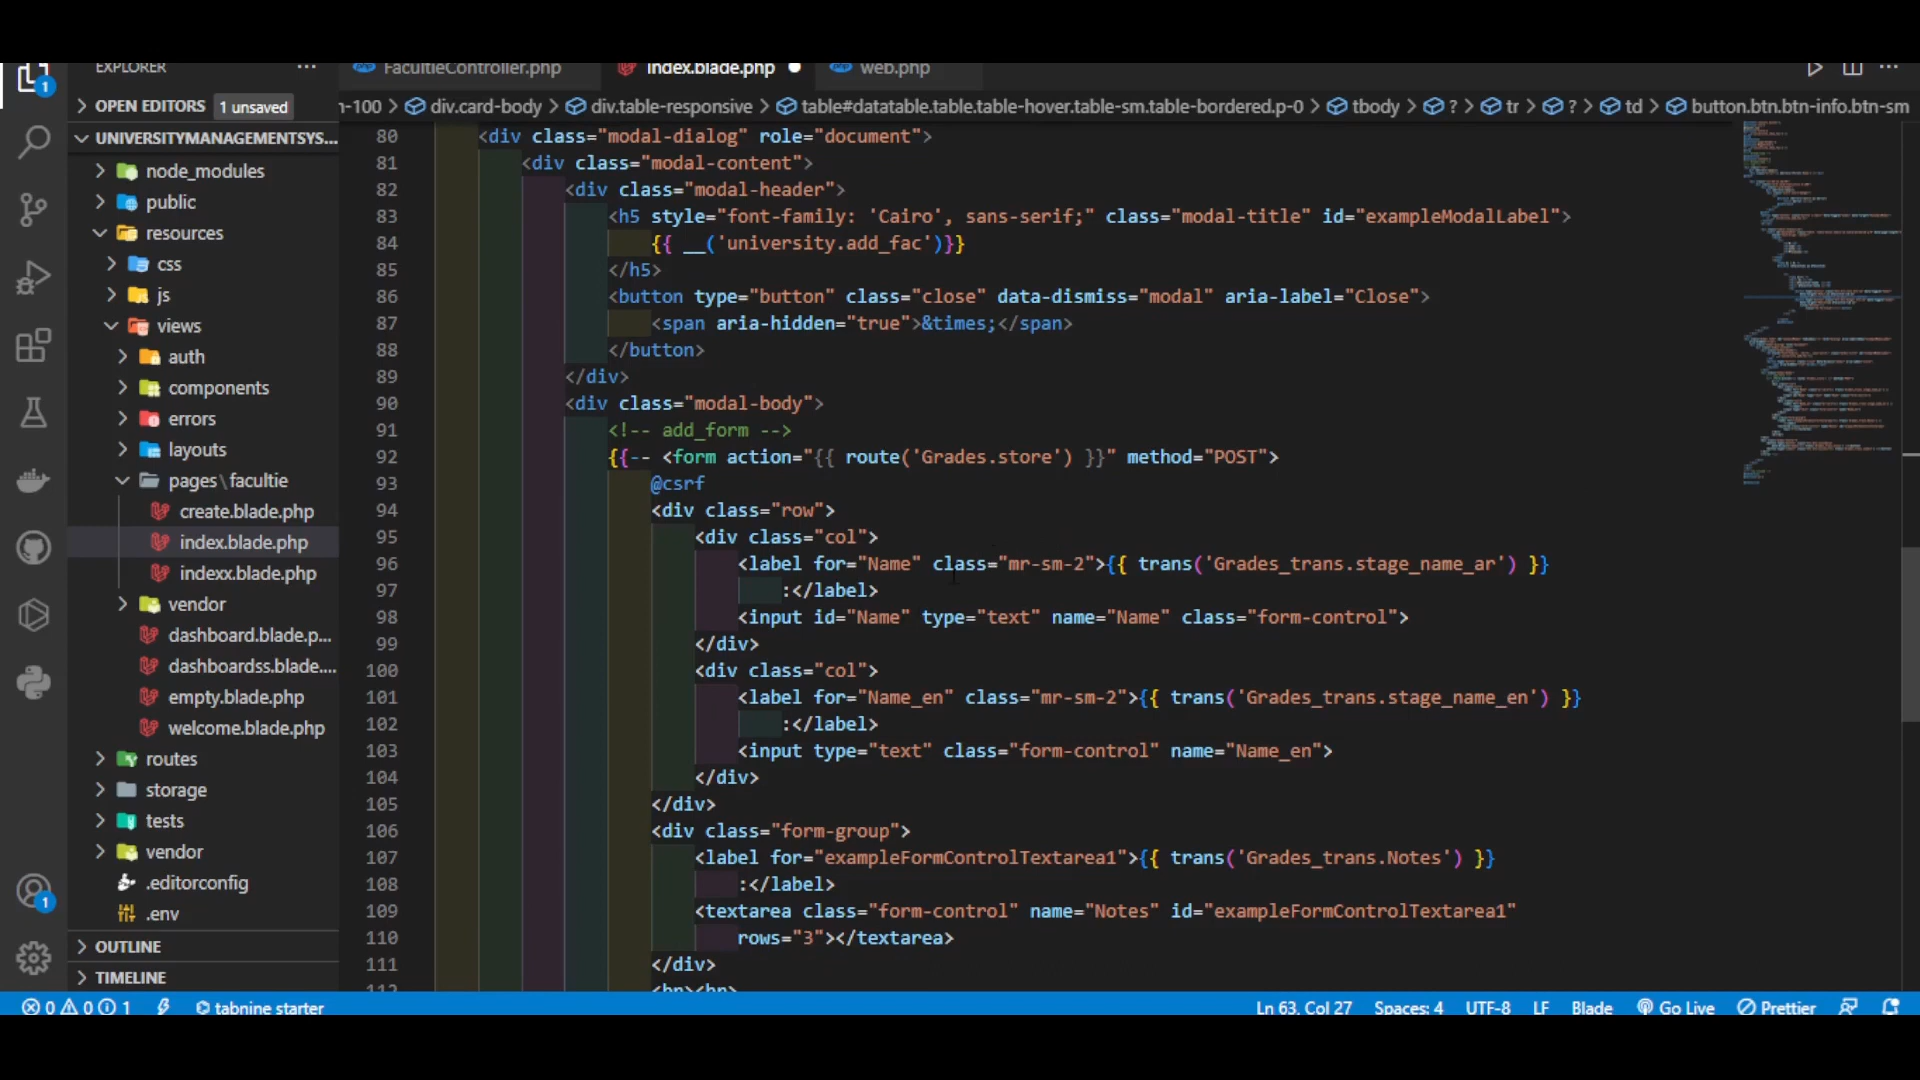 EXPLORER
FacultieController.php
index.blade.php
web.php
OPEN EDITORS 1 unsaved
n-100 > div.card-body > div.table-responsive > table#datatable.table.table-hover.table-sm.table-bordered.p-0 > tbody > ? > tr > ? > td > button.btn.btn-info.btn-sm
UNIVERSITYMANAGEMENTSYS...
node_modules
public
resources
css
js
views
auth
components
errors
layouts
pages\facultie
create.blade.php
index.blade.php
indexx.blade.php
vendor
dashboard.blade.p...
dashboardss.blade....
empty.blade.php
welcome.blade.php
routes
storage
tests
vendor
.editorconfig
.env
OUTLINE
TIMELINE
80 <div class="modal-dialog" role="document">
81 <div class="modal-content">
82 <div class="modal-header">
83 <h5 style="font-family: 'Cairo', sans-serif;" class="modal-title" id="exampleModalLabel">
84 {{ __('university.add_fac')}}
85 </h5>
86 <button type="button" class="close" data-dismiss="modal" aria-label="Close">
87 <span aria-hidden="true">&times;</span>
88 </button>
89 </div>
90 <div class="modal-body">
91 <!-- add_form -->
92 {{-- <form action="{{ route('Grades.store') }}" method="POST">
93 @csrf
94 <div class="row">
95 <div class="col">
96 <label for="Name" class="mr-sm-2">{{ trans('Grades_trans.stage_name_ar') }}
97 :</label>
98 <input id="Name" type="text" name="Name" class="form-control">
99 </div>
100 <div class="col">
101 <label for="Name_en" class="mr-sm-2">{{ trans('Grades_trans.stage_name_en') }}
102 :</label>
103 <input type="text" class="form-control" name="Name_en">
104 </div>
105 </div>
106 <div class="form-group">
107 <label for="exampleFormControlTextarea1">{{ trans('Grades_trans.Notes') }}
108 :</label>
109 <textarea class="form-control" name="Notes" id="exampleFormControlTextarea1"
110 rows="3"></textarea>
111 </div>
112 <br><br>
0 0 1 tabnine starter
Ln 63, Col 27 Spaces: 4 UTF-8 LF Blade Go Live Prettier